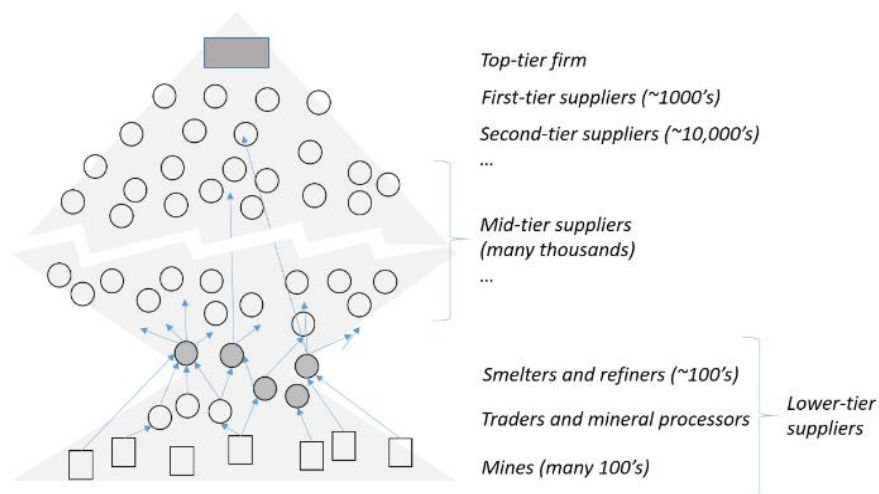 Top-tier firm
First-tier suppliers (~1000's)
Second-tier suppliers (~10,000's)
...
Mid-tier suppliers
(many thousands)
...
Smelters and refiners (~100's)
Traders and mineral processors
Lower-tier
suppliers
Mines (many 100's)